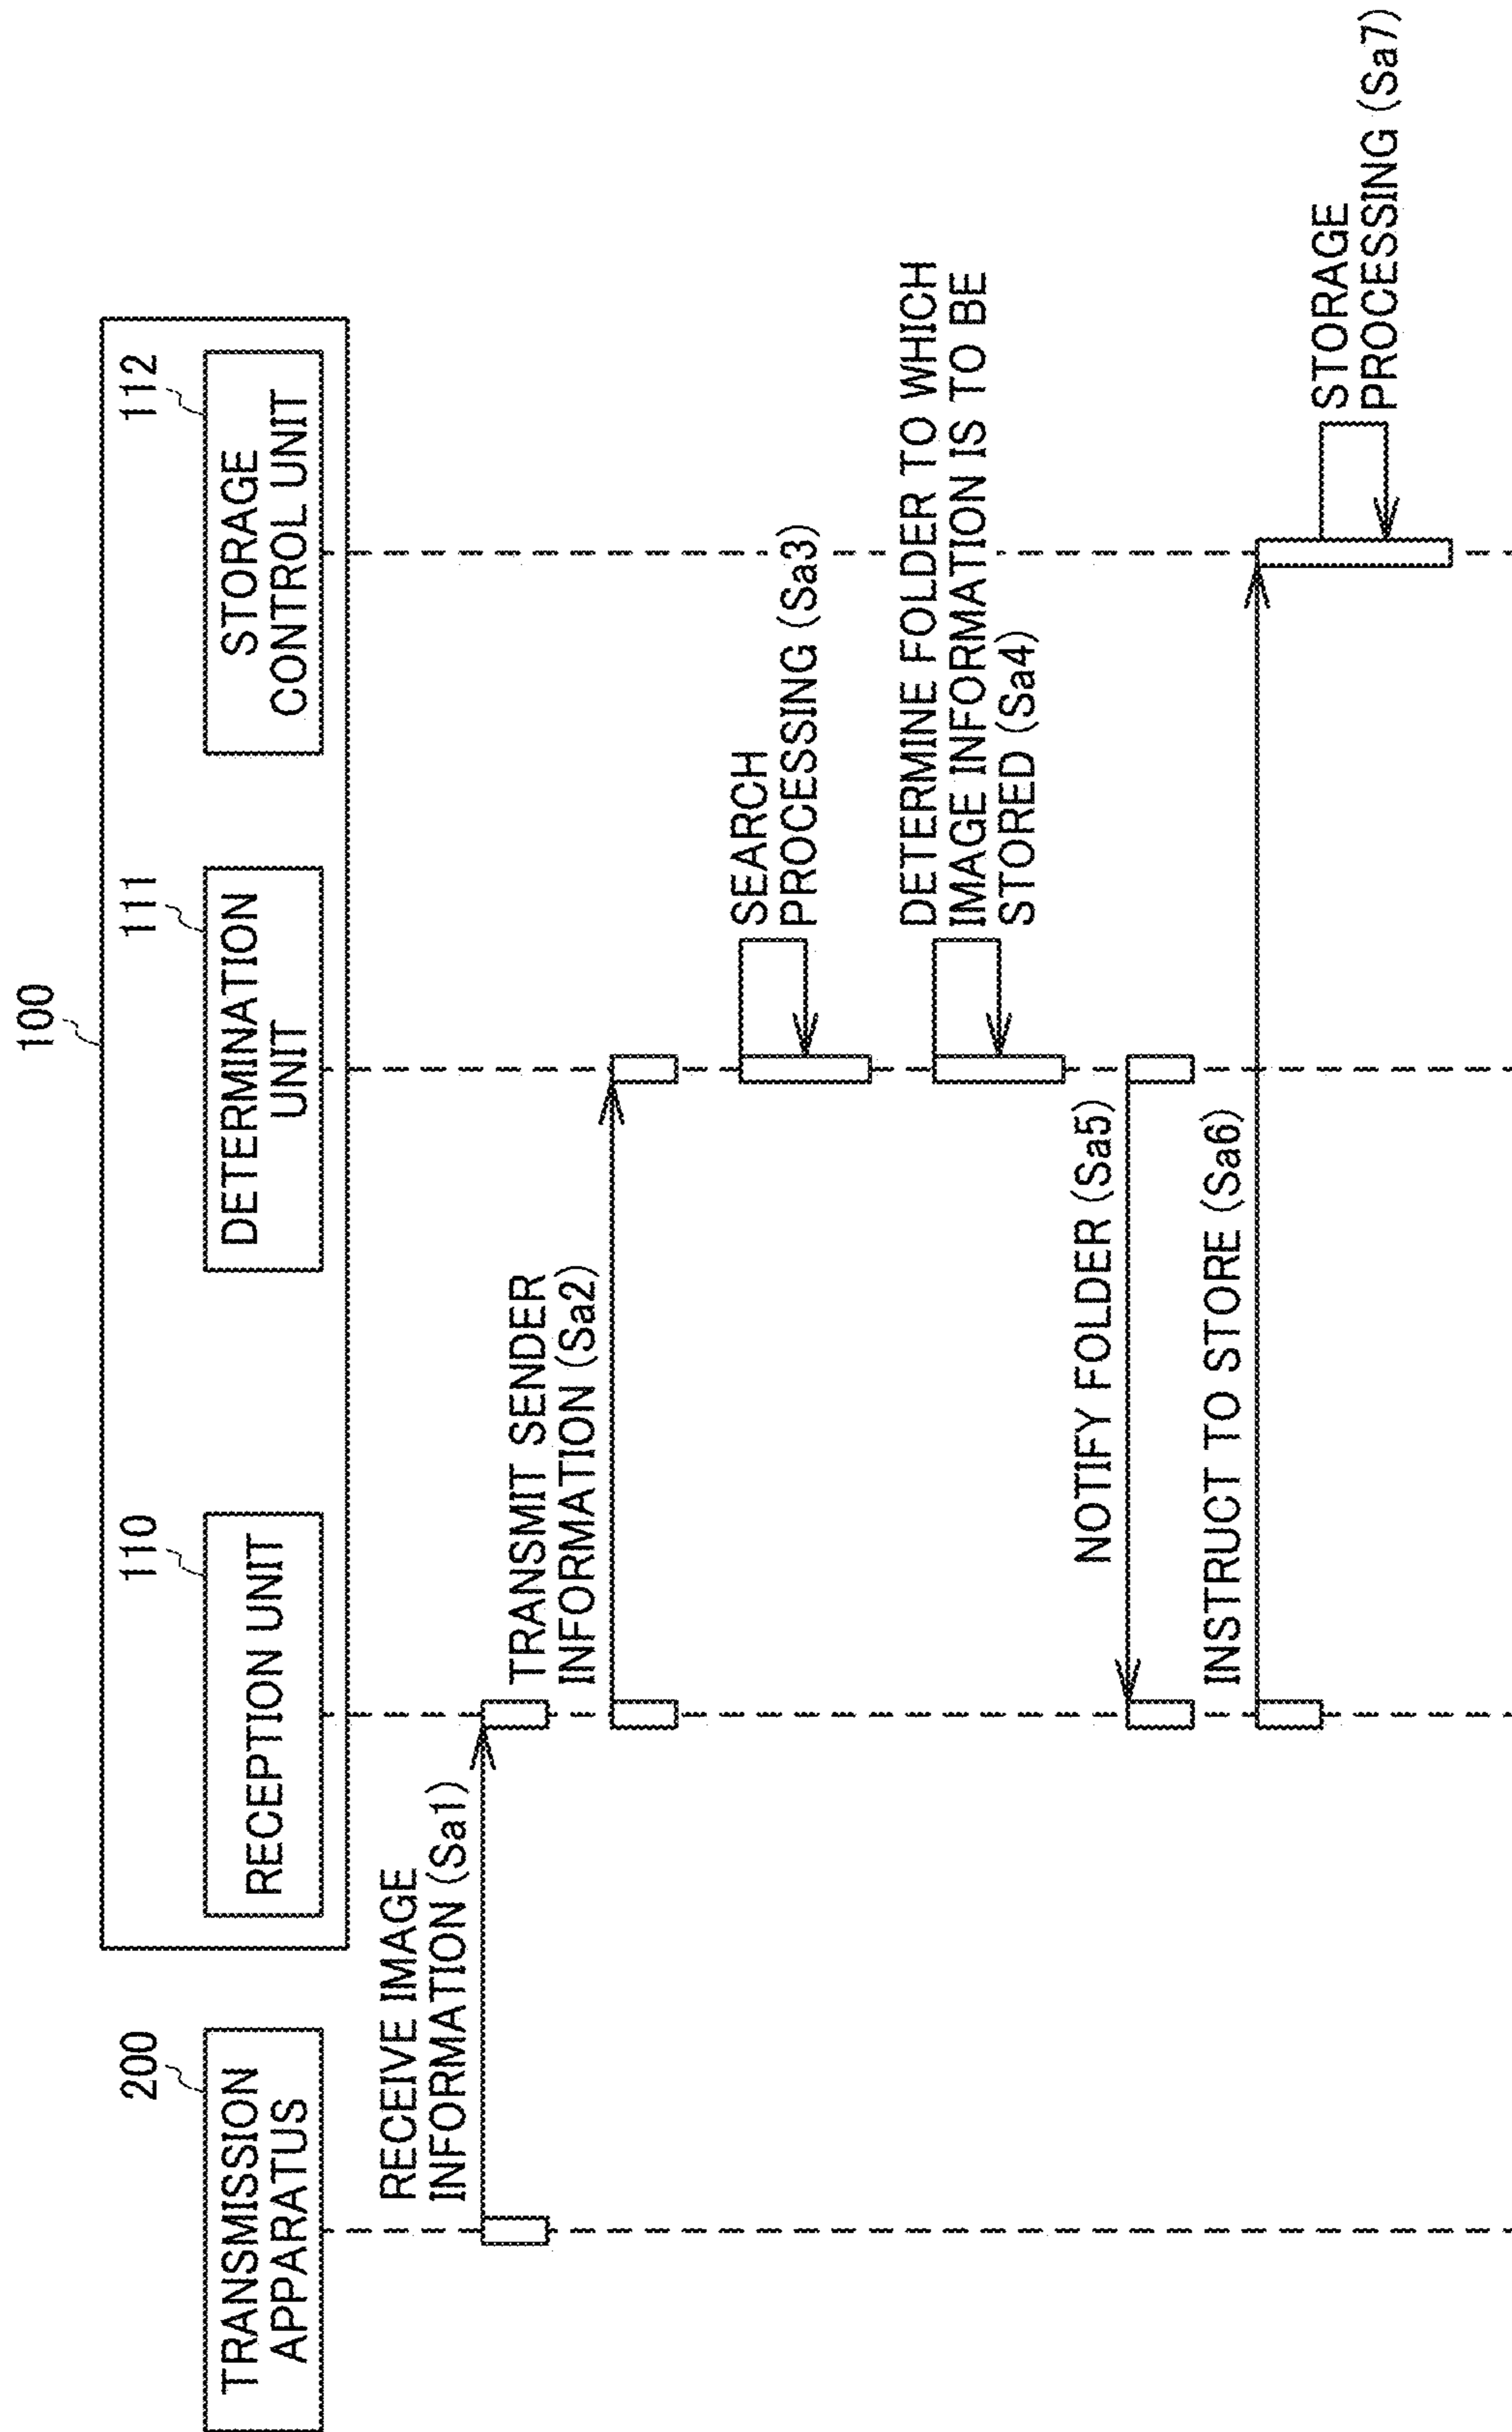 100
200
110
111
112
TRANSMISSION
APPARATUS
RECEPTION UNIT
DETERMINATION
UNIT
STORAGE
CONTROL UNIT
RECEIVE IMAGE
INFORMATION (Sa1)
TRANSMIT SENDER
INFORMATION (Sa2)
SEARCH
PROCESSING (Sa3)
DETERMINE FOLDER TO WHICH
IMAGE INFORMATION IS TO BE
STORED (Sa4)
NOTIFY FOLDER (Sa5)
INSTRUCT TO STORE (Sa6)
STORAGE
PROCESSING (Sa7)